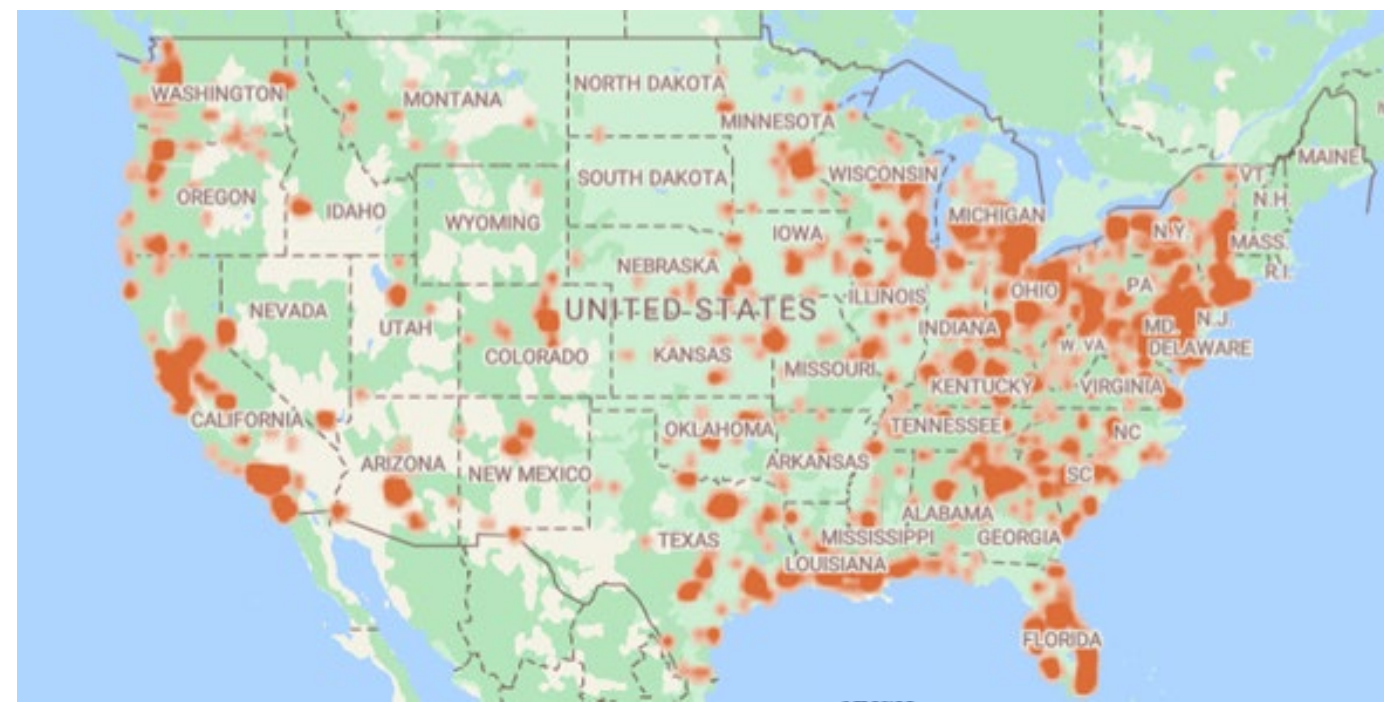 WASHINGTON
MONTANA
NORTH DAKOTA
MINNESOTA
MAINE
OREGON
IDAHO
SOUTH DAKOTA
WISCONSIN
VT.
N.H.
WYOMING
MICHIGAN
N.Y.
MASS.
IOWA
R.I.
NEBRASKA
NEVADA
UTAH
UNITED STATES
ILLINOIS
OHIO
PA
COLORADO
KANSAS
MISSOURI
INDIANA
W. VA
MD.
N.J.
DELAWARE
KENTUCKY
VIRGINIA
CALIFORNIA
ARIZONA
NEW MEXICO
OKLAHOMA
ARKANSAS
TENNESSEE
NC
SC
TEXAS
MISSISSIPPI
ALABAMA
GEORGIA
LOUISIANA
FLORIDA